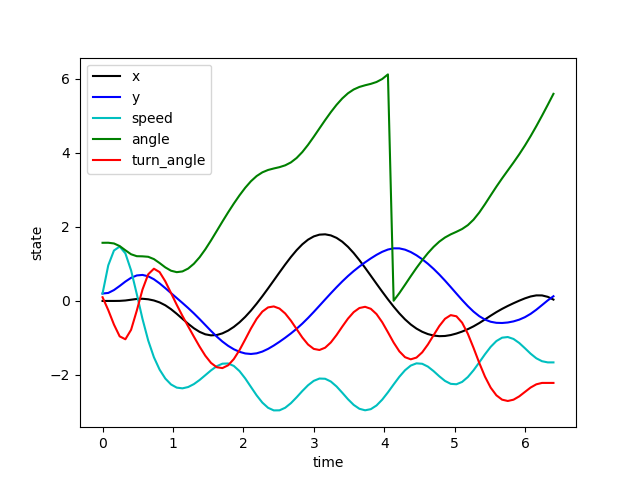 x
y
speed
angle
turn_angle
6
4
2
0
−2
state
0 1 2 3 4 5 6
time